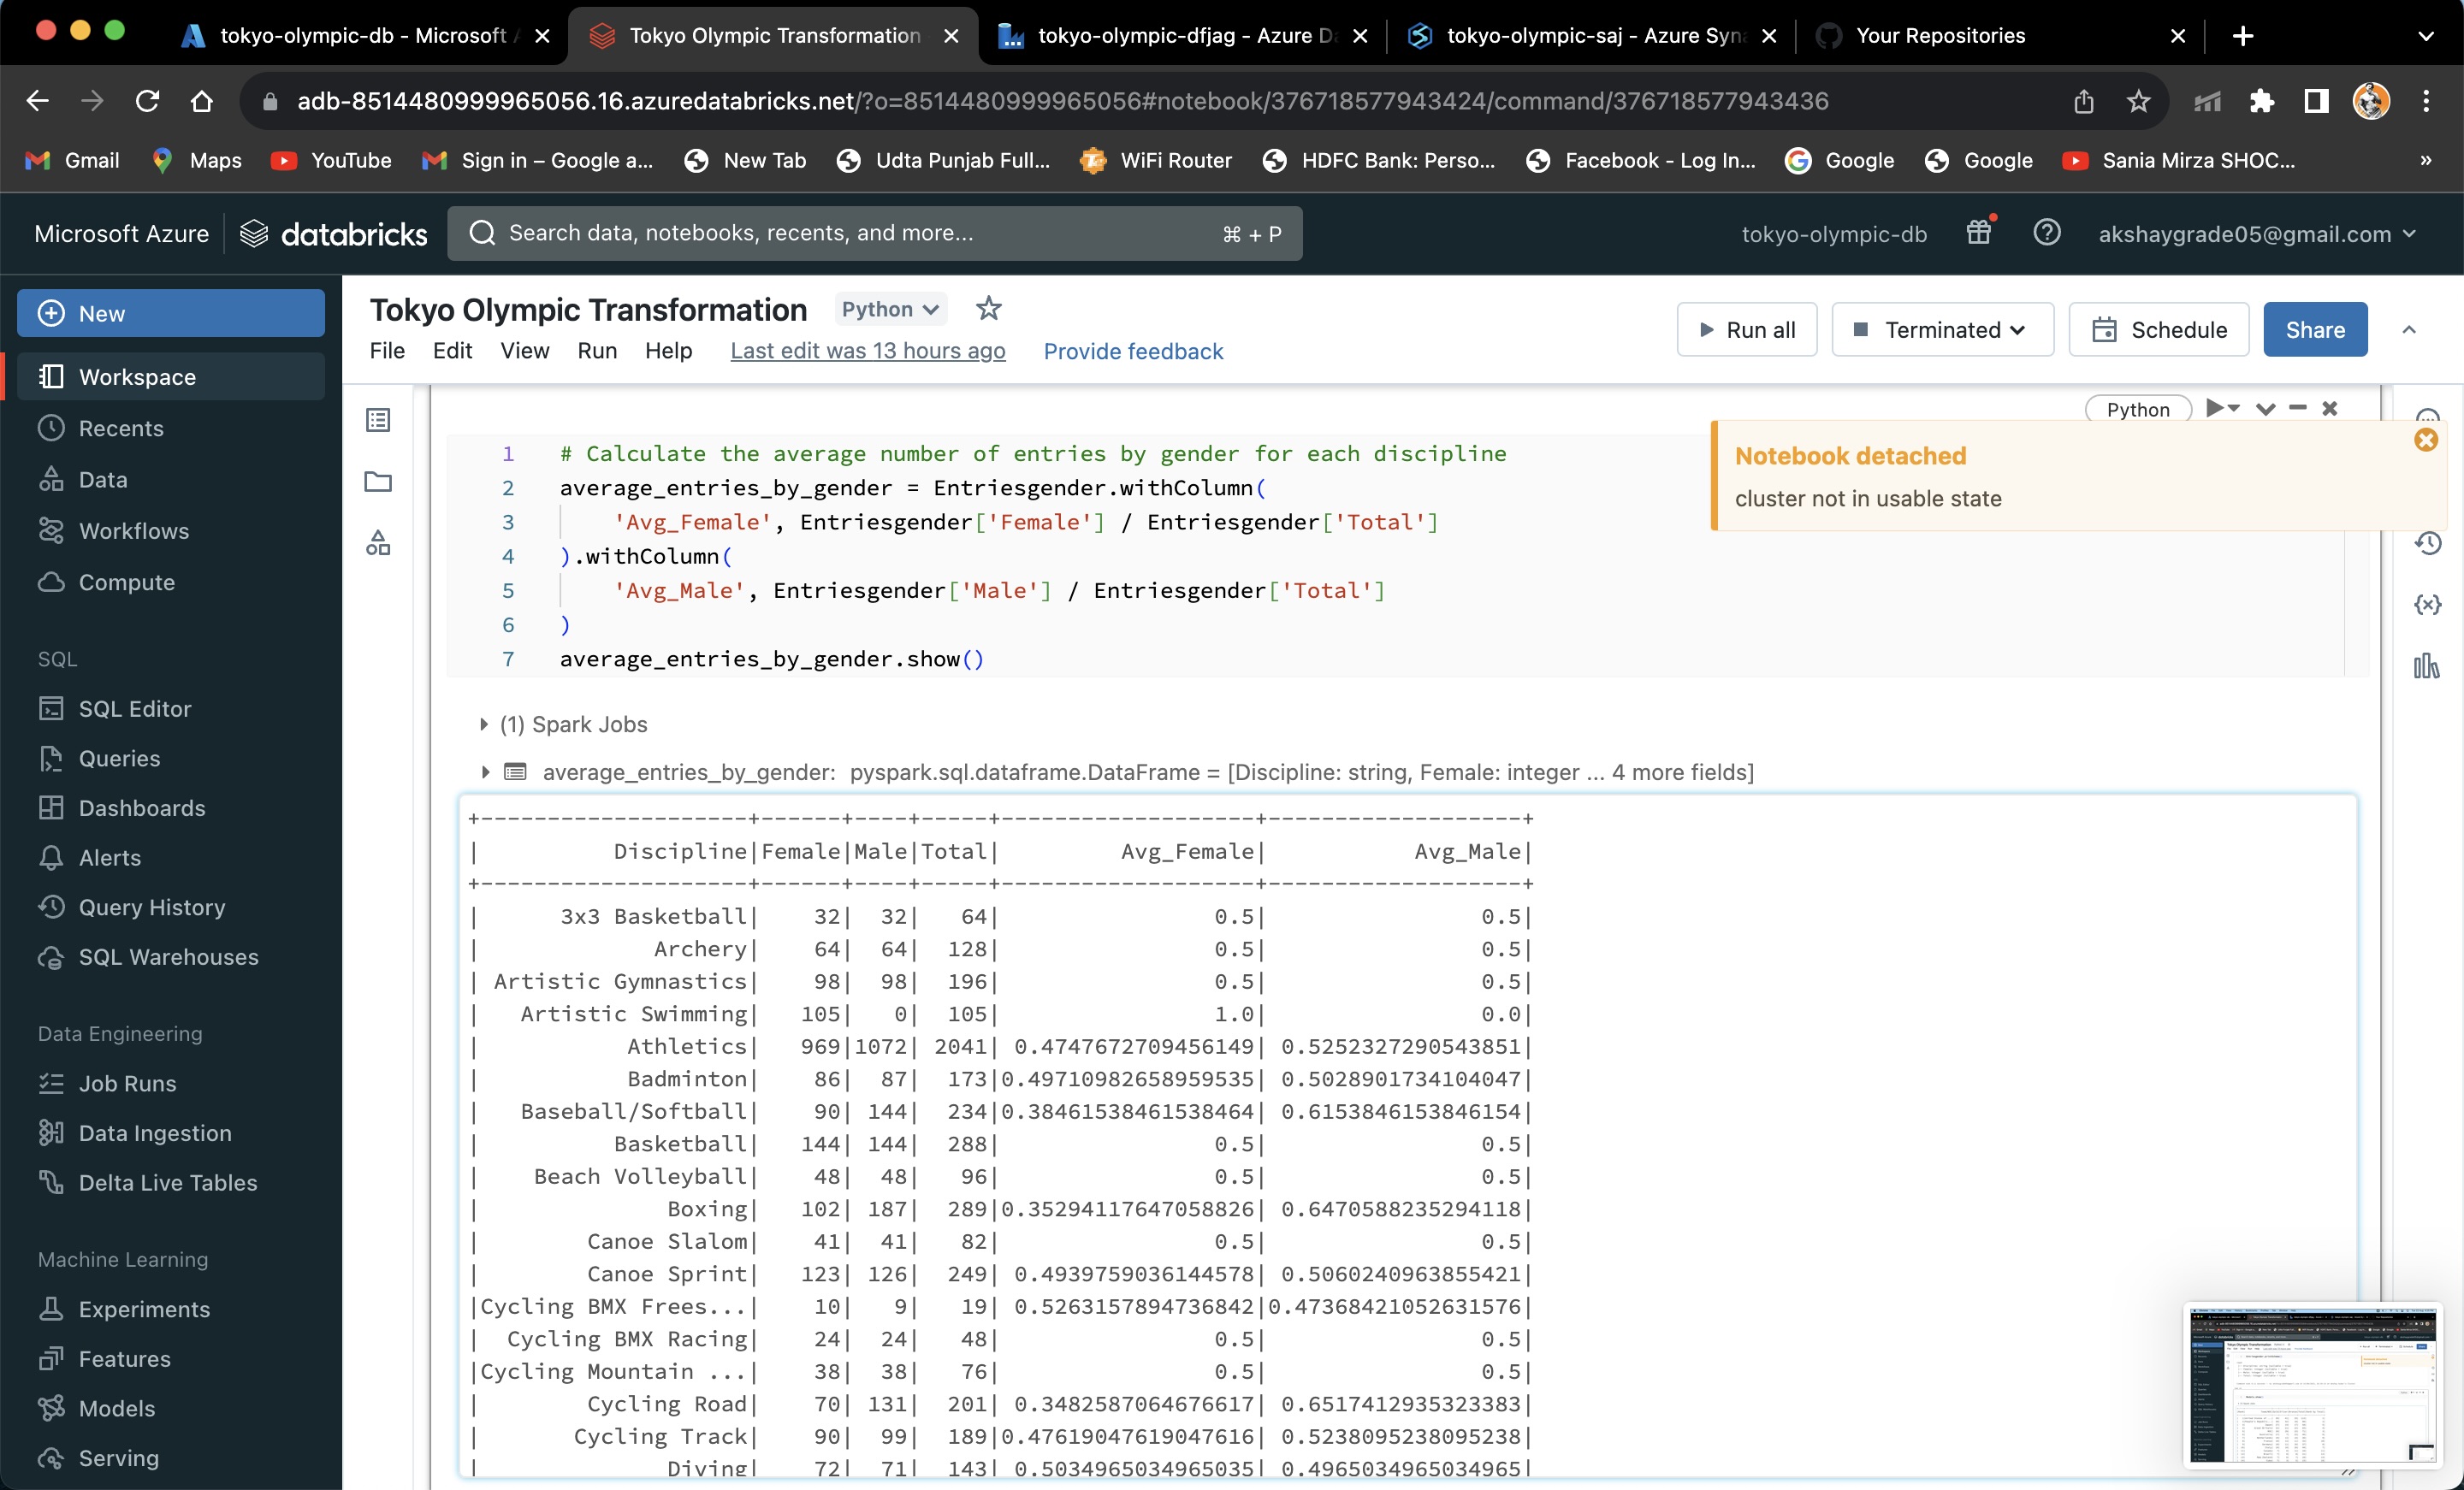 tokyo-olympic-db - Microsoft A
Tokyo Olympic Transformation
tokyo-olympic-dfjag - Azure Da
tokyo-olympic-saj - Azure Syna
Your Repositories
adb-8514480999965056.16.azuredatabricks.net/?o=8514480999965056#notebook/376718577943424/command/376718577943436
Gmail Maps YouTube Sign in – Google a... New Tab Udta Punjab Full... WiFi Router HDFC Bank: Perso... Facebook - Log In... Google Google Sania Mirza SHOC... »
Microsoft Azure databricks Search data, notebooks, recents, and more... ⌘ + P tokyo-olympic-db akshaygrade05@gmail.com
New
Workspace
Recents
Data
Workflows
Compute
SQL
SQL Editor
Queries
Dashboards
Alerts
Query History
SQL Warehouses
Data Engineering
Job Runs
Data Ingestion
Delta Live Tables
Machine Learning
Experiments
Features
Models
Serving
Tokyo Olympic Transformation Python
File Edit View Run Help Last edit was 13 hours ago Provide feedback
Run all Terminated Schedule Share
Python
Notebook detached
cluster not in usable state
1 # Calculate the average number of entries by gender for each discipline
2 average_entries_by_gender = Entriesgender.withColumn(
3 'Avg_Female', Entriesgender['Female'] / Entriesgender['Total']
4 ).withColumn(
5 'Avg_Male', Entriesgender['Male'] / Entriesgender['Total']
6 )
7 average_entries_by_gender.show()
(1) Spark Jobs
average_entries_by_gender: pyspark.sql.dataframe.DataFrame = [Discipline: string, Female: integer ... 4 more fields]
+--------------------+------+----+-----+-------------------+-------------------+
| Discipline|Female|Male|Total| Avg_Female| Avg_Male|
+--------------------+------+----+-----+-------------------+-------------------+
| 3x3 Basketball| 32| 32| 64| 0.5| 0.5|
| Archery| 64| 64| 128| 0.5| 0.5|
| Artistic Gymnastics| 98| 98| 196| 0.5| 0.5|
| Artistic Swimming| 105| 0| 105| 1.0| 0.0|
| Athletics| 969|1072| 2041| 0.4747672709456149| 0.5252327290543851|
| Badminton| 86| 87| 173|0.49710982658959535| 0.5028901734104047|
| Baseball/Softball| 90| 144| 234|0.38461538461538464| 0.6153846153846154|
| Basketball| 144| 144| 288| 0.5| 0.5|
| Beach Volleyball| 48| 48| 96| 0.5| 0.5|
| Boxing| 102| 187| 289|0.35294117647058826| 0.6470588235294118|
| Canoe Slalom| 41| 41| 82| 0.5| 0.5|
| Canoe Sprint| 123| 126| 249| 0.4939759036144578| 0.5060240963855421|
|Cycling BMX Frees...| 10| 9| 19| 0.5263157894736842|0.47368421052631576|
| Cycling BMX Racing| 24| 24| 48| 0.5| 0.5|
|Cycling Mountain ...| 38| 38| 76| 0.5| 0.5|
| Cycling Road| 70| 131| 201| 0.3482587064676617| 0.6517412935323383|
| Cycling Track| 90| 99| 189|0.47619047619047616| 0.5238095238095238|
| Diving| 72| 71| 143| 0.5034965034965035| 0.4965034965034965|